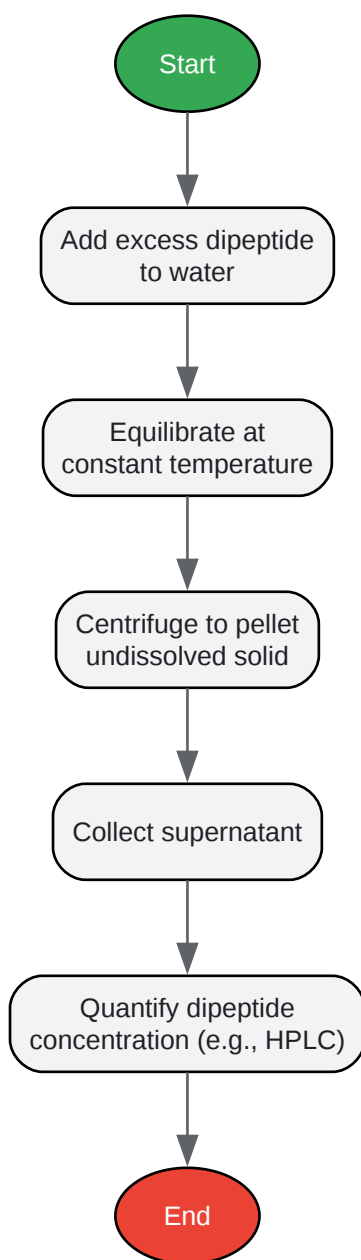 Start
Add excess dipeptide
to water
Equilibrate at
constant temperature
Centrifuge to pellet
undissolved solid
Collect supernatant
Quantify dipeptide
concentration (e.g., HPLC)
End